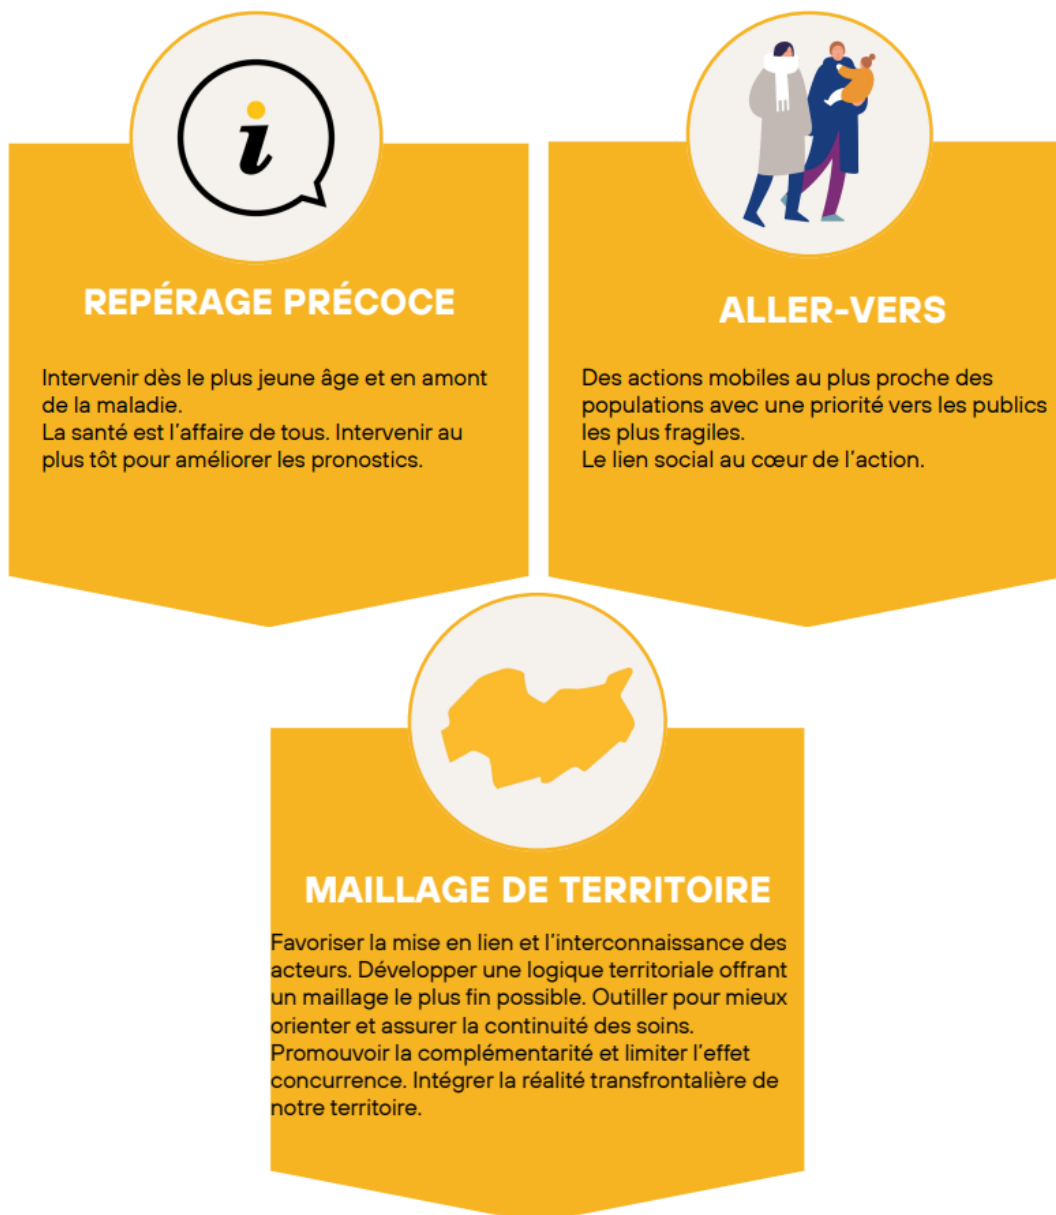 REPÉRAGE PRÉCOCE
Intervenir dès le plus jeune âge et en amont
de la maladie.
La santé est l'affaire de tous. Intervenir au
plus tôt pour améliorer les pronostics.
ALLER-VERS
Des actions mobiles au plus proche des
populations avec une priorité vers les publics
les plus fragiles.
Le lien social au cœur de l'action.
MAILLAGE DE TERRITOIRE
Favoriser la mise en lien et l'interconnaissance des
acteurs. Développer une logique territoriale offrant
un maillage le plus fin possible. Outiller pour mieux
orienter et assurer la continuité des soins.
Promouvoir la complémentarité et limiter l'effet
concurrence. Intégrer la réalité transfrontalière de
notre territoire.